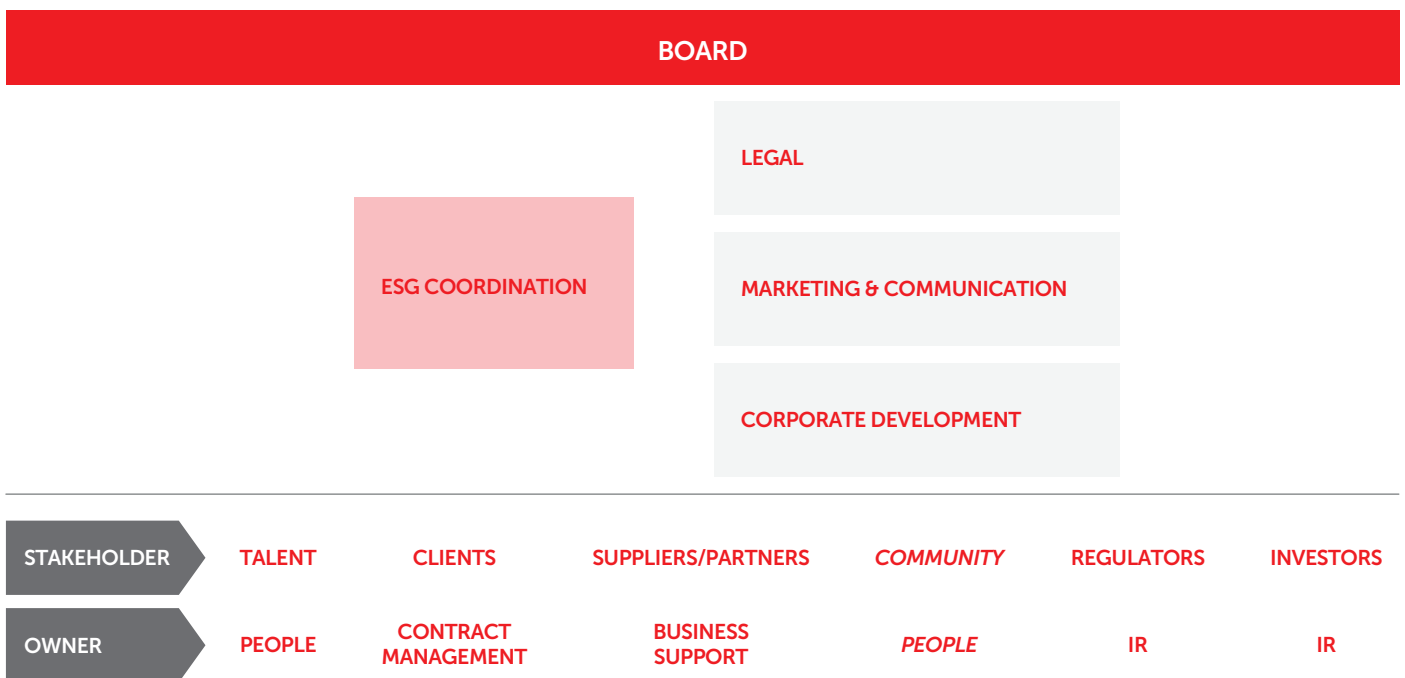 BOARD
LEGAL
ESG COORDINATION
MARKETING & COMMUNICATION
CORPORATE DEVELOPMENT
STAKEHOLDER TALENT CLIENTS SUPPLIERS/PARTNERS COMMUNITY REGULATORS INVESTORS
OWNER PEOPLE CONTRACT MANAGEMENT BUSINESS SUPPORT PEOPLE IR IR